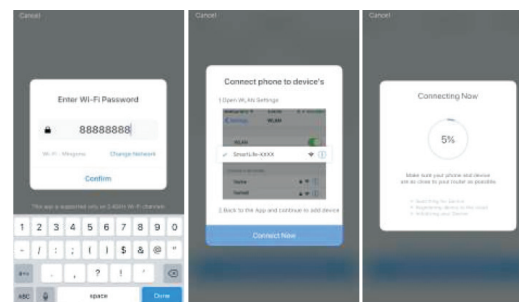 Cancel
Enter Wi-Fi Password
88888888
Change Network
Confirm
This app is supported only on 2.4GHz Wi-Fi channels
1 2 3 4 5 6 7 8 9 0
- / : ; ( ) $ & @ "
. , ? ! '
ABC space Done
Cancel
Connect phone to device's
1.Open WLAN Settings
Settings WLAN
WLAN
SmartLife-XXXX
2.Back to the App and continue to add device
Connect Now
Cancel
Connecting Now
5%
Make sure your phone and device
are as close to your router as possible